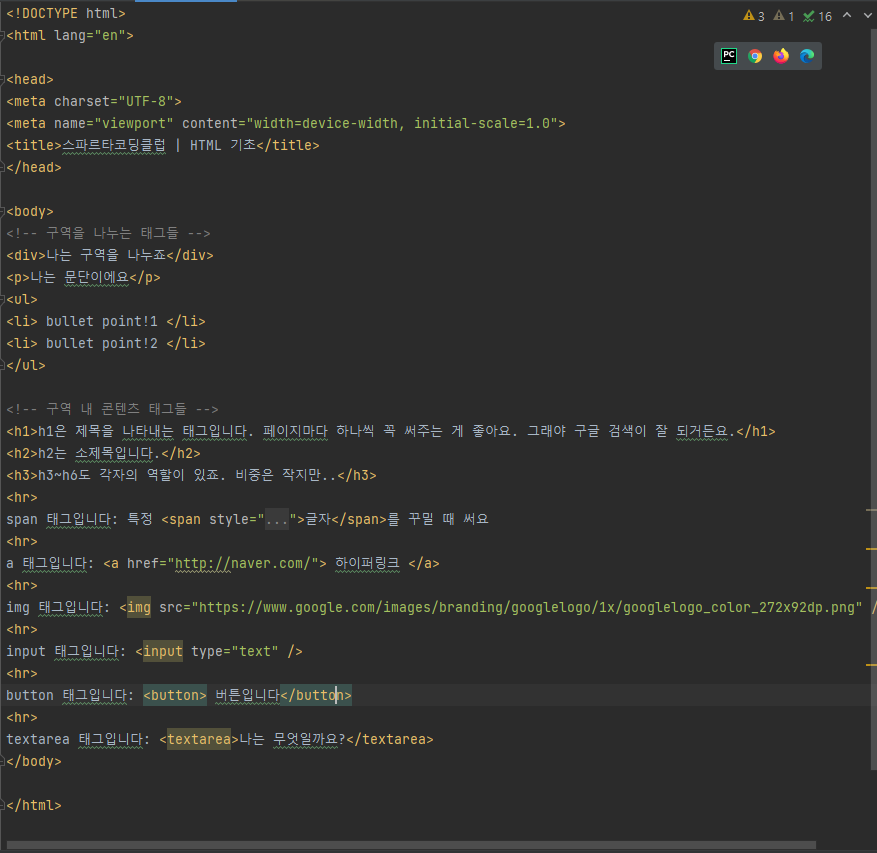 <!DOCTYPE html>
3 1 16
<html lang="en">
PC
<head>
<meta charset="UTF-8">
<meta name="viewport" content="width=device-width, initial-scale=1.0">
<title>스파르타코딩클럽 | HTML 기초</title>
</head>
<body>
<!-- 구역을 나누는 태그들 -->
<div>나는 구역을 나누죠</div>
<p>나는 문단이에요</p>
<ul>
<li> bullet point!1 </li>
<li> bullet point!2 </li>
</ul>
<!-- 구역 내 콘텐츠 태그들 -->
<h1>h1은 제목을 나타내는 태그입니다. 페이지마다 하나씩 꼭 써주는 게 좋아요. 그래야 구글 검색이 잘 되거든요.</h1>
<h2>h2는 소제목입니다.</h2>
<h3>h3~h6도 각자의 역할이 있죠. 비중은 작지만..</h3>
<hr>
span 태그입니다: 특정 <span style="...">글자</span>를 꾸밀 때 써요
<hr>
a 태그입니다: <a href="http://naver.com/"> 하이퍼링크 </a>
<hr>
img 태그입니다: <img src="https://www.google.com/images/branding/googlelogo/1x/googlelogo_color_272x92dp.png" /
<hr>
input 태그입니다: <input type="text" />
<hr>
button 태그입니다: <button> 버튼입니다</button>
<hr>
textarea 태그입니다: <textarea>나는 무엇일까요?</textarea>
</body>
</html>